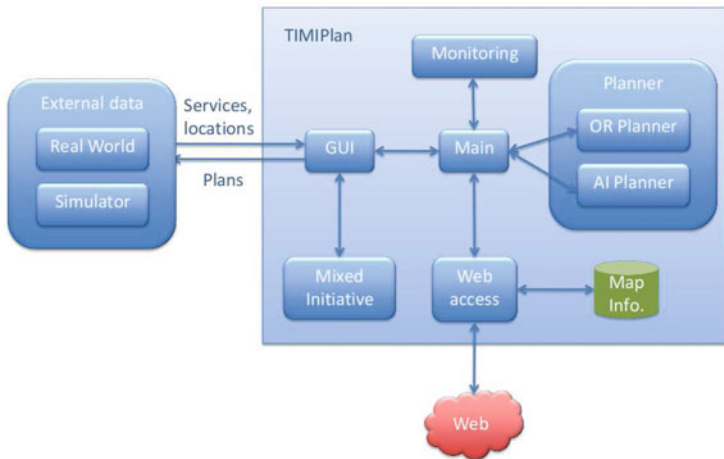 TIMIPlan
Monitoring
Planner
External data
Services,
locations
Real World
GUI
Main
OR Planner
Plans
Simulator
AI Planner
Mixed
Initiative
Web
access
Map
Info.
Web